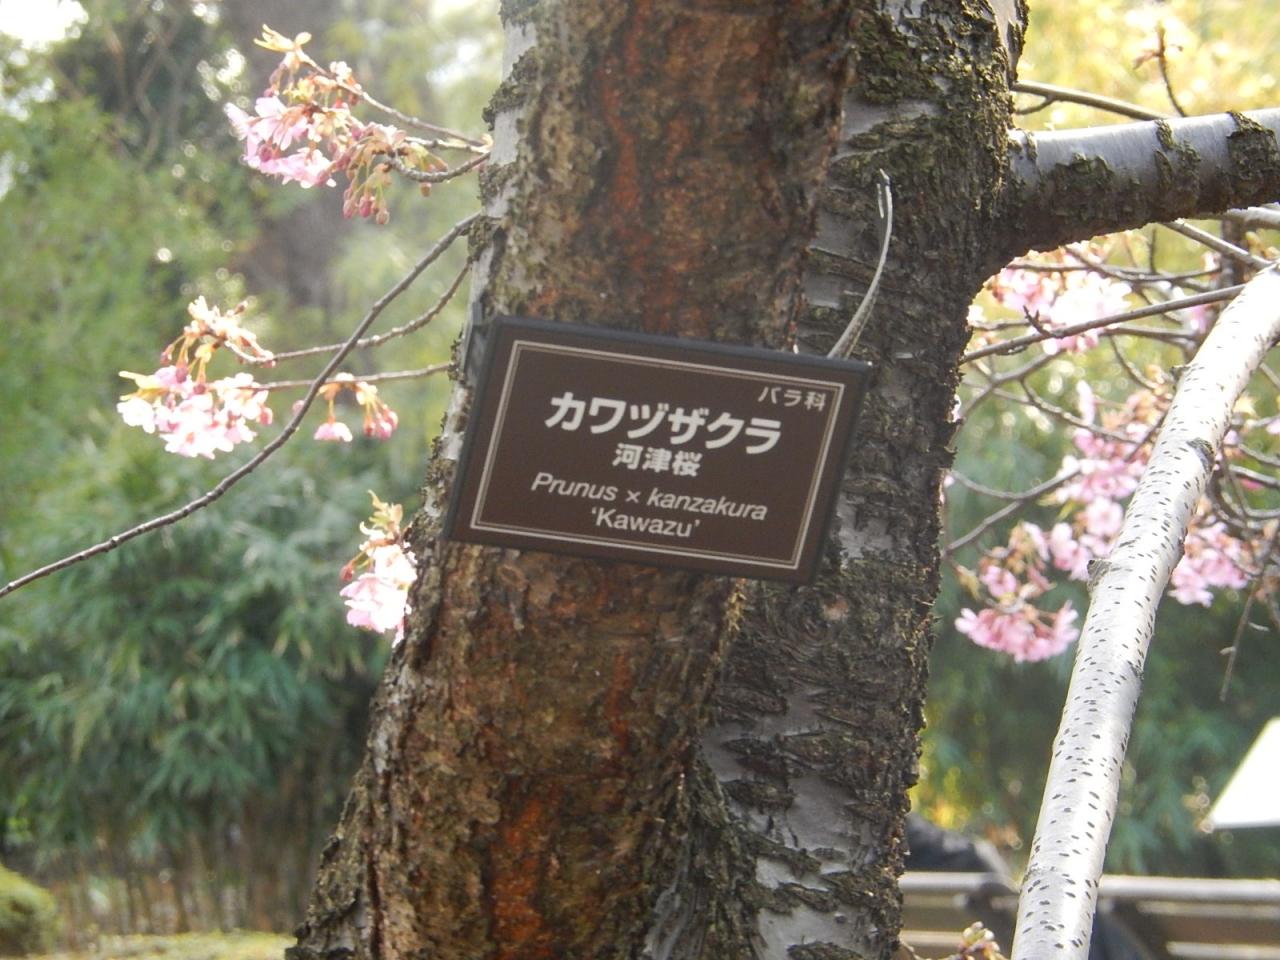 バラ科
カワヅザクラ
河津桜
Prunus × kanzakura
‘Kawazu’